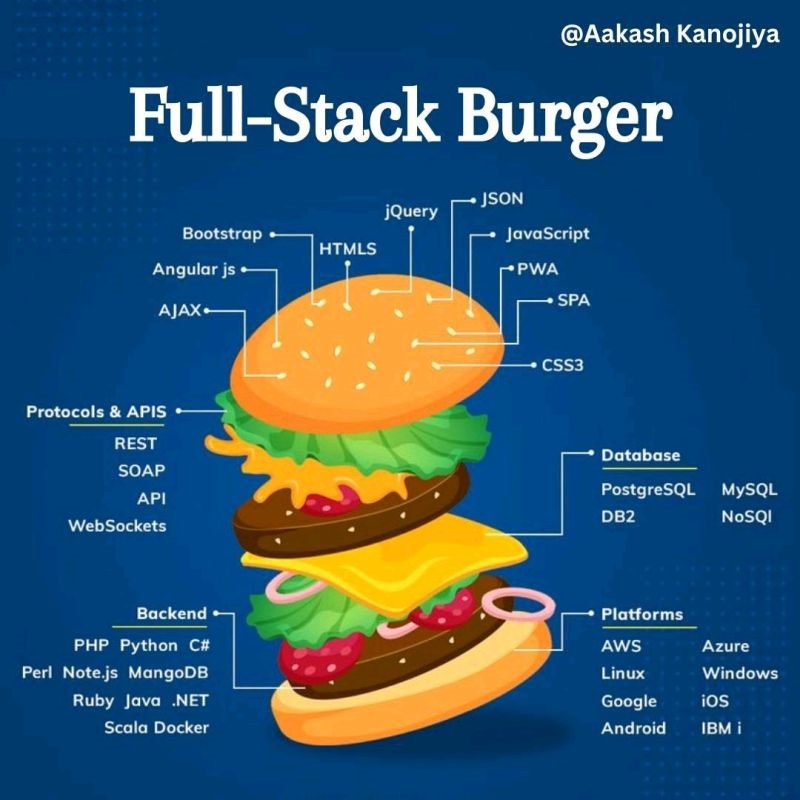 @Aakash Kanojiya
Full-Stack Burger
JSON
jQuery
Bootstrap
JavaScript
HTMLS
Angular js
PWA
SPA
AJAX
CSS3
Protocols & APIS
REST
SOAP
API
WebSockets
Database
PostgreSQL MySQL
DB2 NoSQl
Backend
PHP Python C#
Perl Note.js MangoDB
Ruby Java .NET
Scala Docker
Platforms
AWS Azure
Linux Windows
Google iOS
Android IBM i